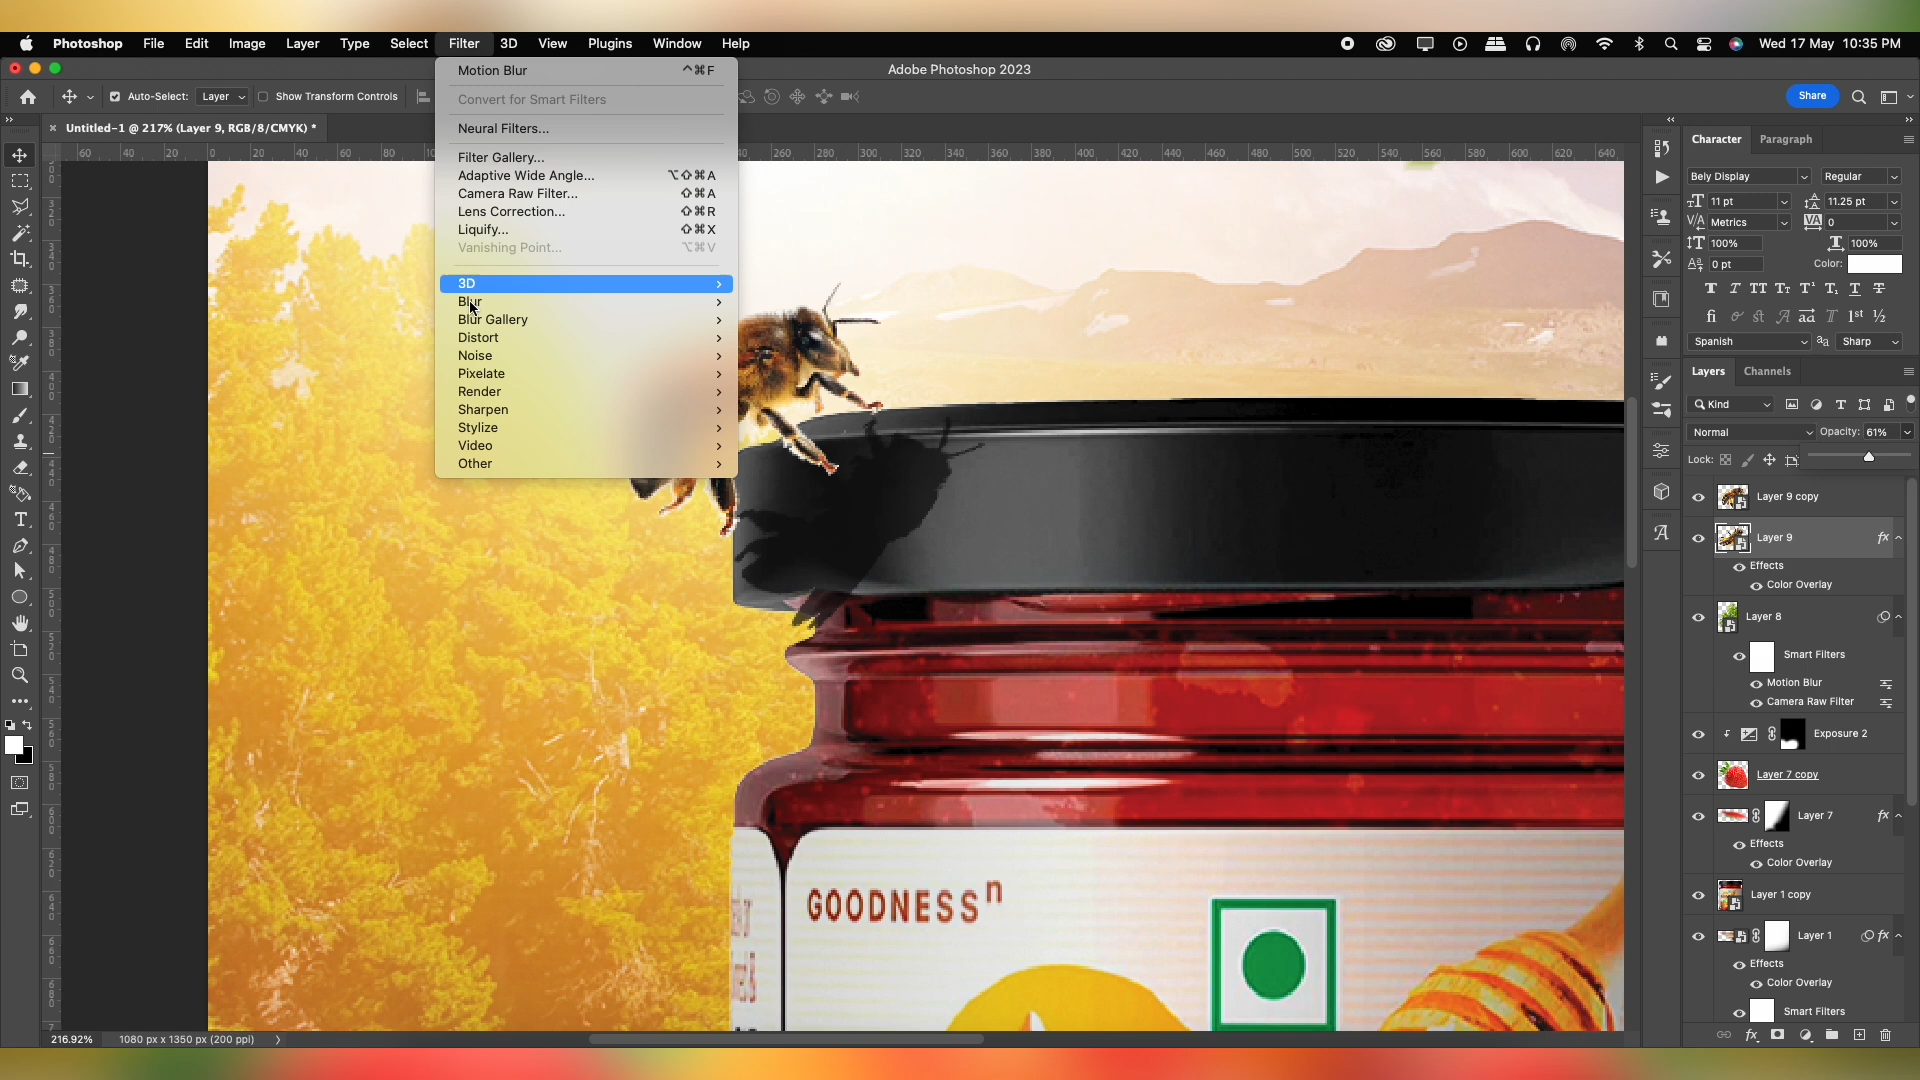 Photoshop File Edit Image Layer Type Select Filter 3D View Plugins Window Help Wed 17 May 10:35 PM
Adobe Photoshop 2023
Auto-Select: Layer Show Transform Controls Share
Untitled-1 @ 217% (Layer 9, RGB/8/CMYK) *
Motion Blur ^⌘F
Convert for Smart Filters
Neural Filters...
Filter Gallery...
Adaptive Wide Angle... ⌥⇧⌘A
Camera Raw Filter... ⇧⌘A
Lens Correction... ⇧⌘R
Liquify... ⇧⌘X
Vanishing Point... ⌥⌘V
3D
Blur
Blur Gallery
Distort
Noise
Pixelate
Render
Sharpen
Stylize
Video
Other
60 40 20 0 20 40 60 80 260 280 300 320 340 360 380 400 420 440 460 480 500 520 540 560 580 600 620 640
GOODNESSⁿ
216.92% 1080 px x 1350 px (200 ppi)
Character Paragraph
Bely Display Regular
11 pt 11.25 pt
Metrics 0
100% 100%
0 pt Color:
Spanish Sharp
Layers Channels
Kind
Normal Opacity: 61%
Lock:
Layer 9 copy
Layer 9 fx
Effects
Color Overlay
Layer 8
Smart Filters
Motion Blur
Camera Raw Filter
Exposure 2
Layer 7 copy
Layer 7 fx
Effects
Color Overlay
Layer 1 copy
Layer 1 fx
Effects
Color Overlay
Smart Filters